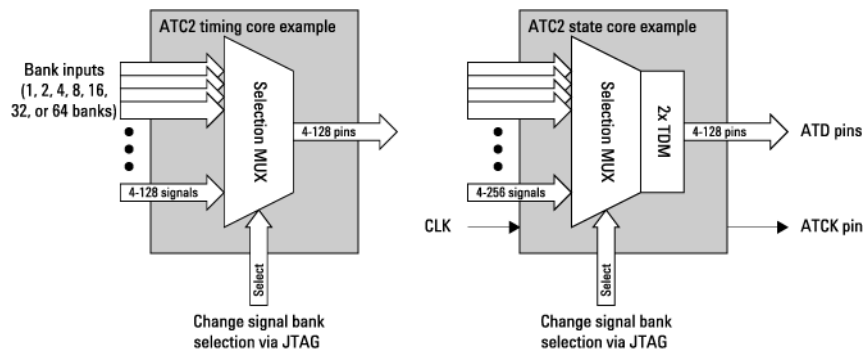 ATC2 timing core example
Bank inputs
(1, 2, 4, 8, 16,
32, or 64 banks)
Selection MUX
4-128 pins
4-128 signals
Select
Change signal bank
selection via JTAG
ATC2 state core example
Selection MUX
2x TDM
4-128 pins
ATD pins
4-256 signals
CLK
ATCK pin
Select
Change signal bank
selection via JTAG